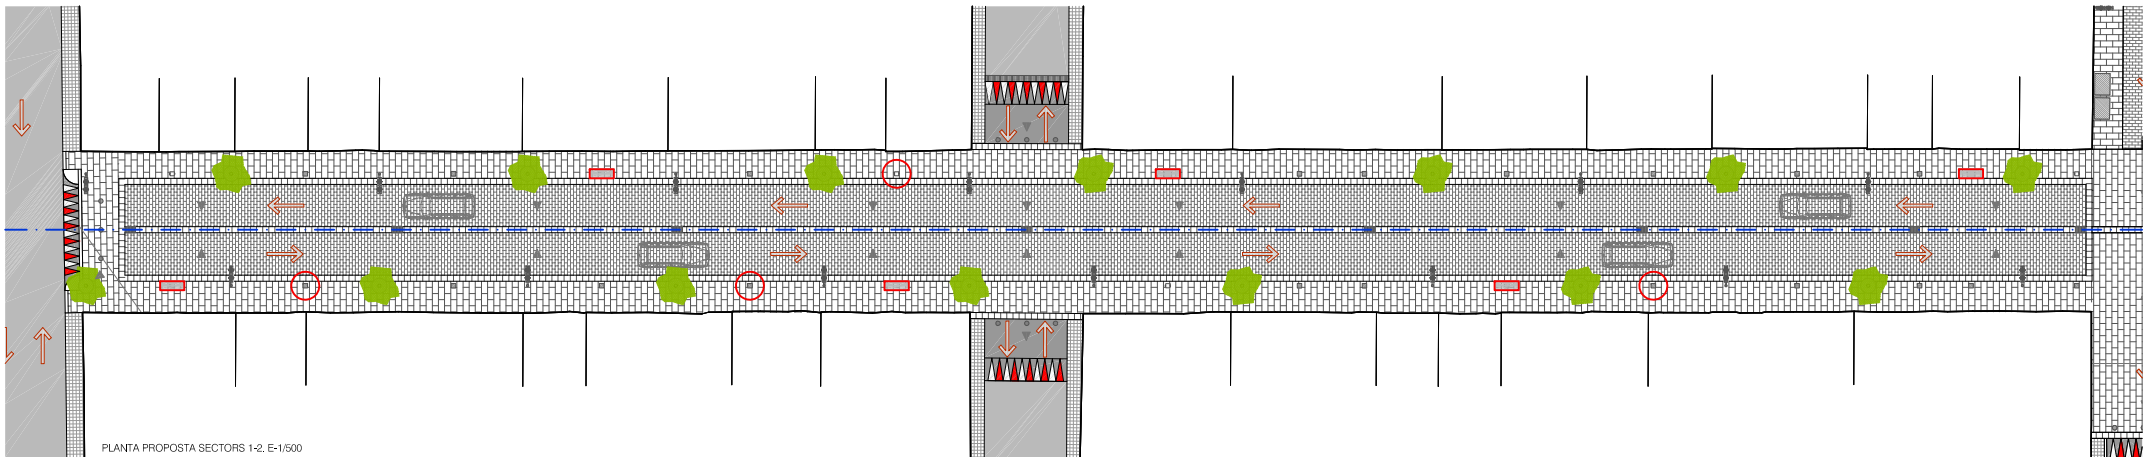 PLANTA PROPOSTA SECTORS 1-2. E-1/500